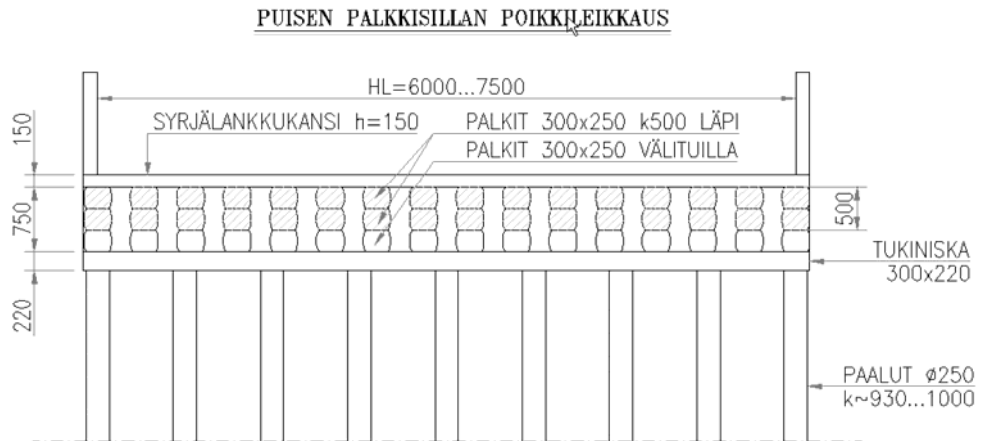 PUISEN PALKKISILLAN POIKKILEIKKAUS
HL=6000...7500
SYRJÄLANKKUKANSI h=150
PALKIT 300x250 k500 LÄPI
PALKIT 300x250 VÄLITUILLA
150
750
220
500
TUKINISKA
300x220
PAALUT ø250
k~930...1000